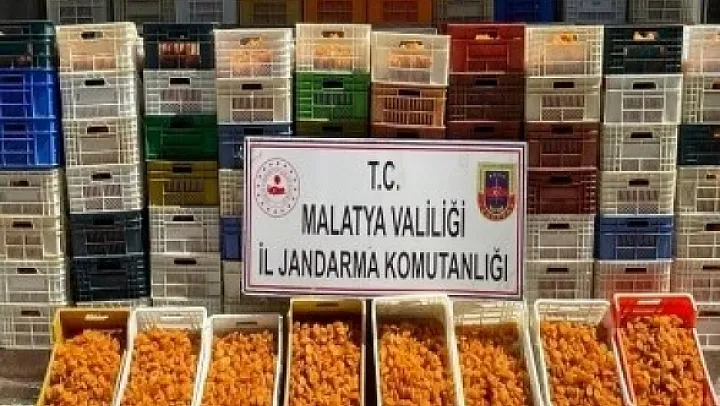 T.C.
MALATYA VALİLİĞİ
İL JANDARMA KOMUTANLIĞI